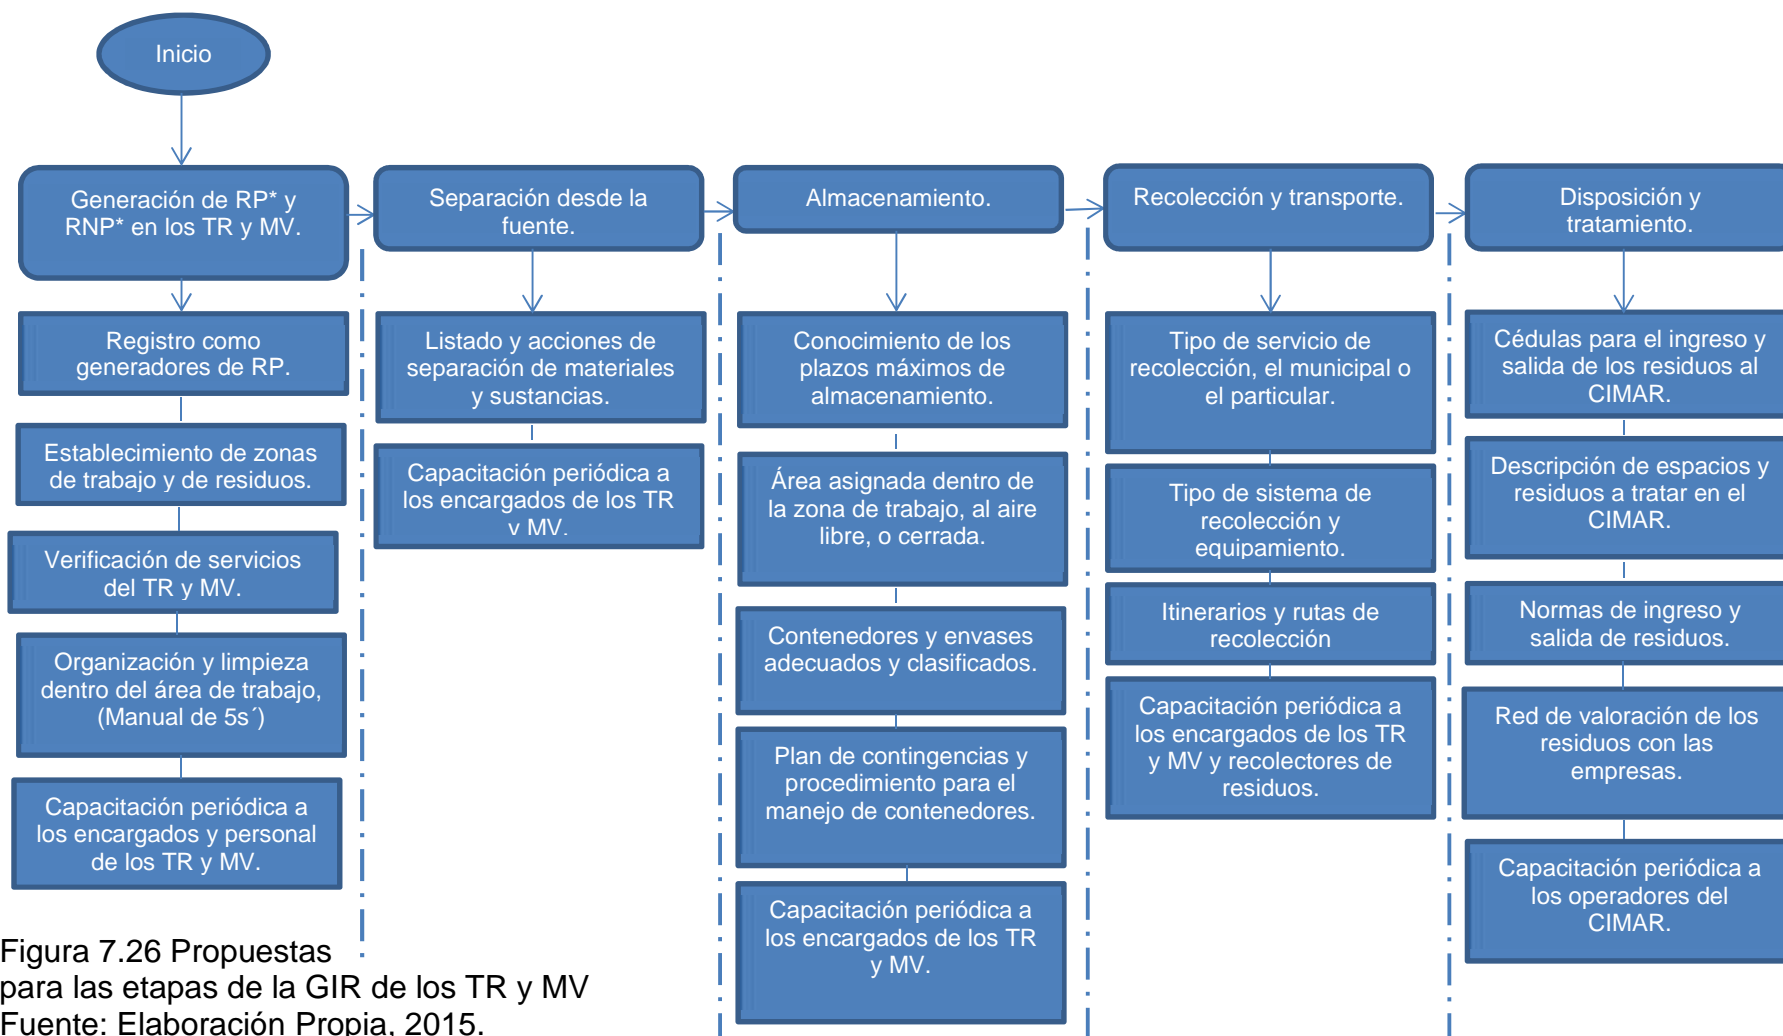 Inicio
Generación de RP* y
RNP* en los TR y MV.
Registro como
generadores de RP.
Establecimiento de zonas
de trabajo y de residuos.
Verificación de servicios
del TR y MV.
Organización y limpieza
dentro del área de trabajo,
(Manual de 5s´)
Capacitación periódica a
los encargados y personal
de los TR y MV.
Separación desde la
fuente.
Listado y acciones de
separación de materiales
y sustancias.
Capacitación periódica a
los encargados de los TR
y MV.
Almacenamiento.
Conocimiento de los
plazos máximos de
almacenamiento.
Área asignada dentro de
la zona de trabajo, al aire
libre, o cerrada.
Contenedores y envases
adecuados y clasificados.
Plan de contingencias y
procedimiento para el
manejo de contenedores.
Capacitación periódica a
los encargados de los TR
y MV.
Recolección y transporte.
Tipo de servicio de
recolección, el municipal o
el particular.
Tipo de sistema de
recolección y
equipamiento.
Itinerarios y rutas de
recolección
Capacitación periódica a
los encargados de los TR
y MV y recolectores de
residuos.
Disposición y
tratamiento.
Cédulas para el ingreso y
salida de los residuos al
CIMAR.
Descripción de espacios y
residuos a tratar en el
CIMAR.
Normas de ingreso y
salida de residuos.
Red de valoración de los
residuos con las
empresas.
Capacitación periódica a
los operadores del
CIMAR.
Figura 7.26 Propuestas
para las etapas de la GIR de los TR y MV
Fuente: Elaboración Propia, 2015.